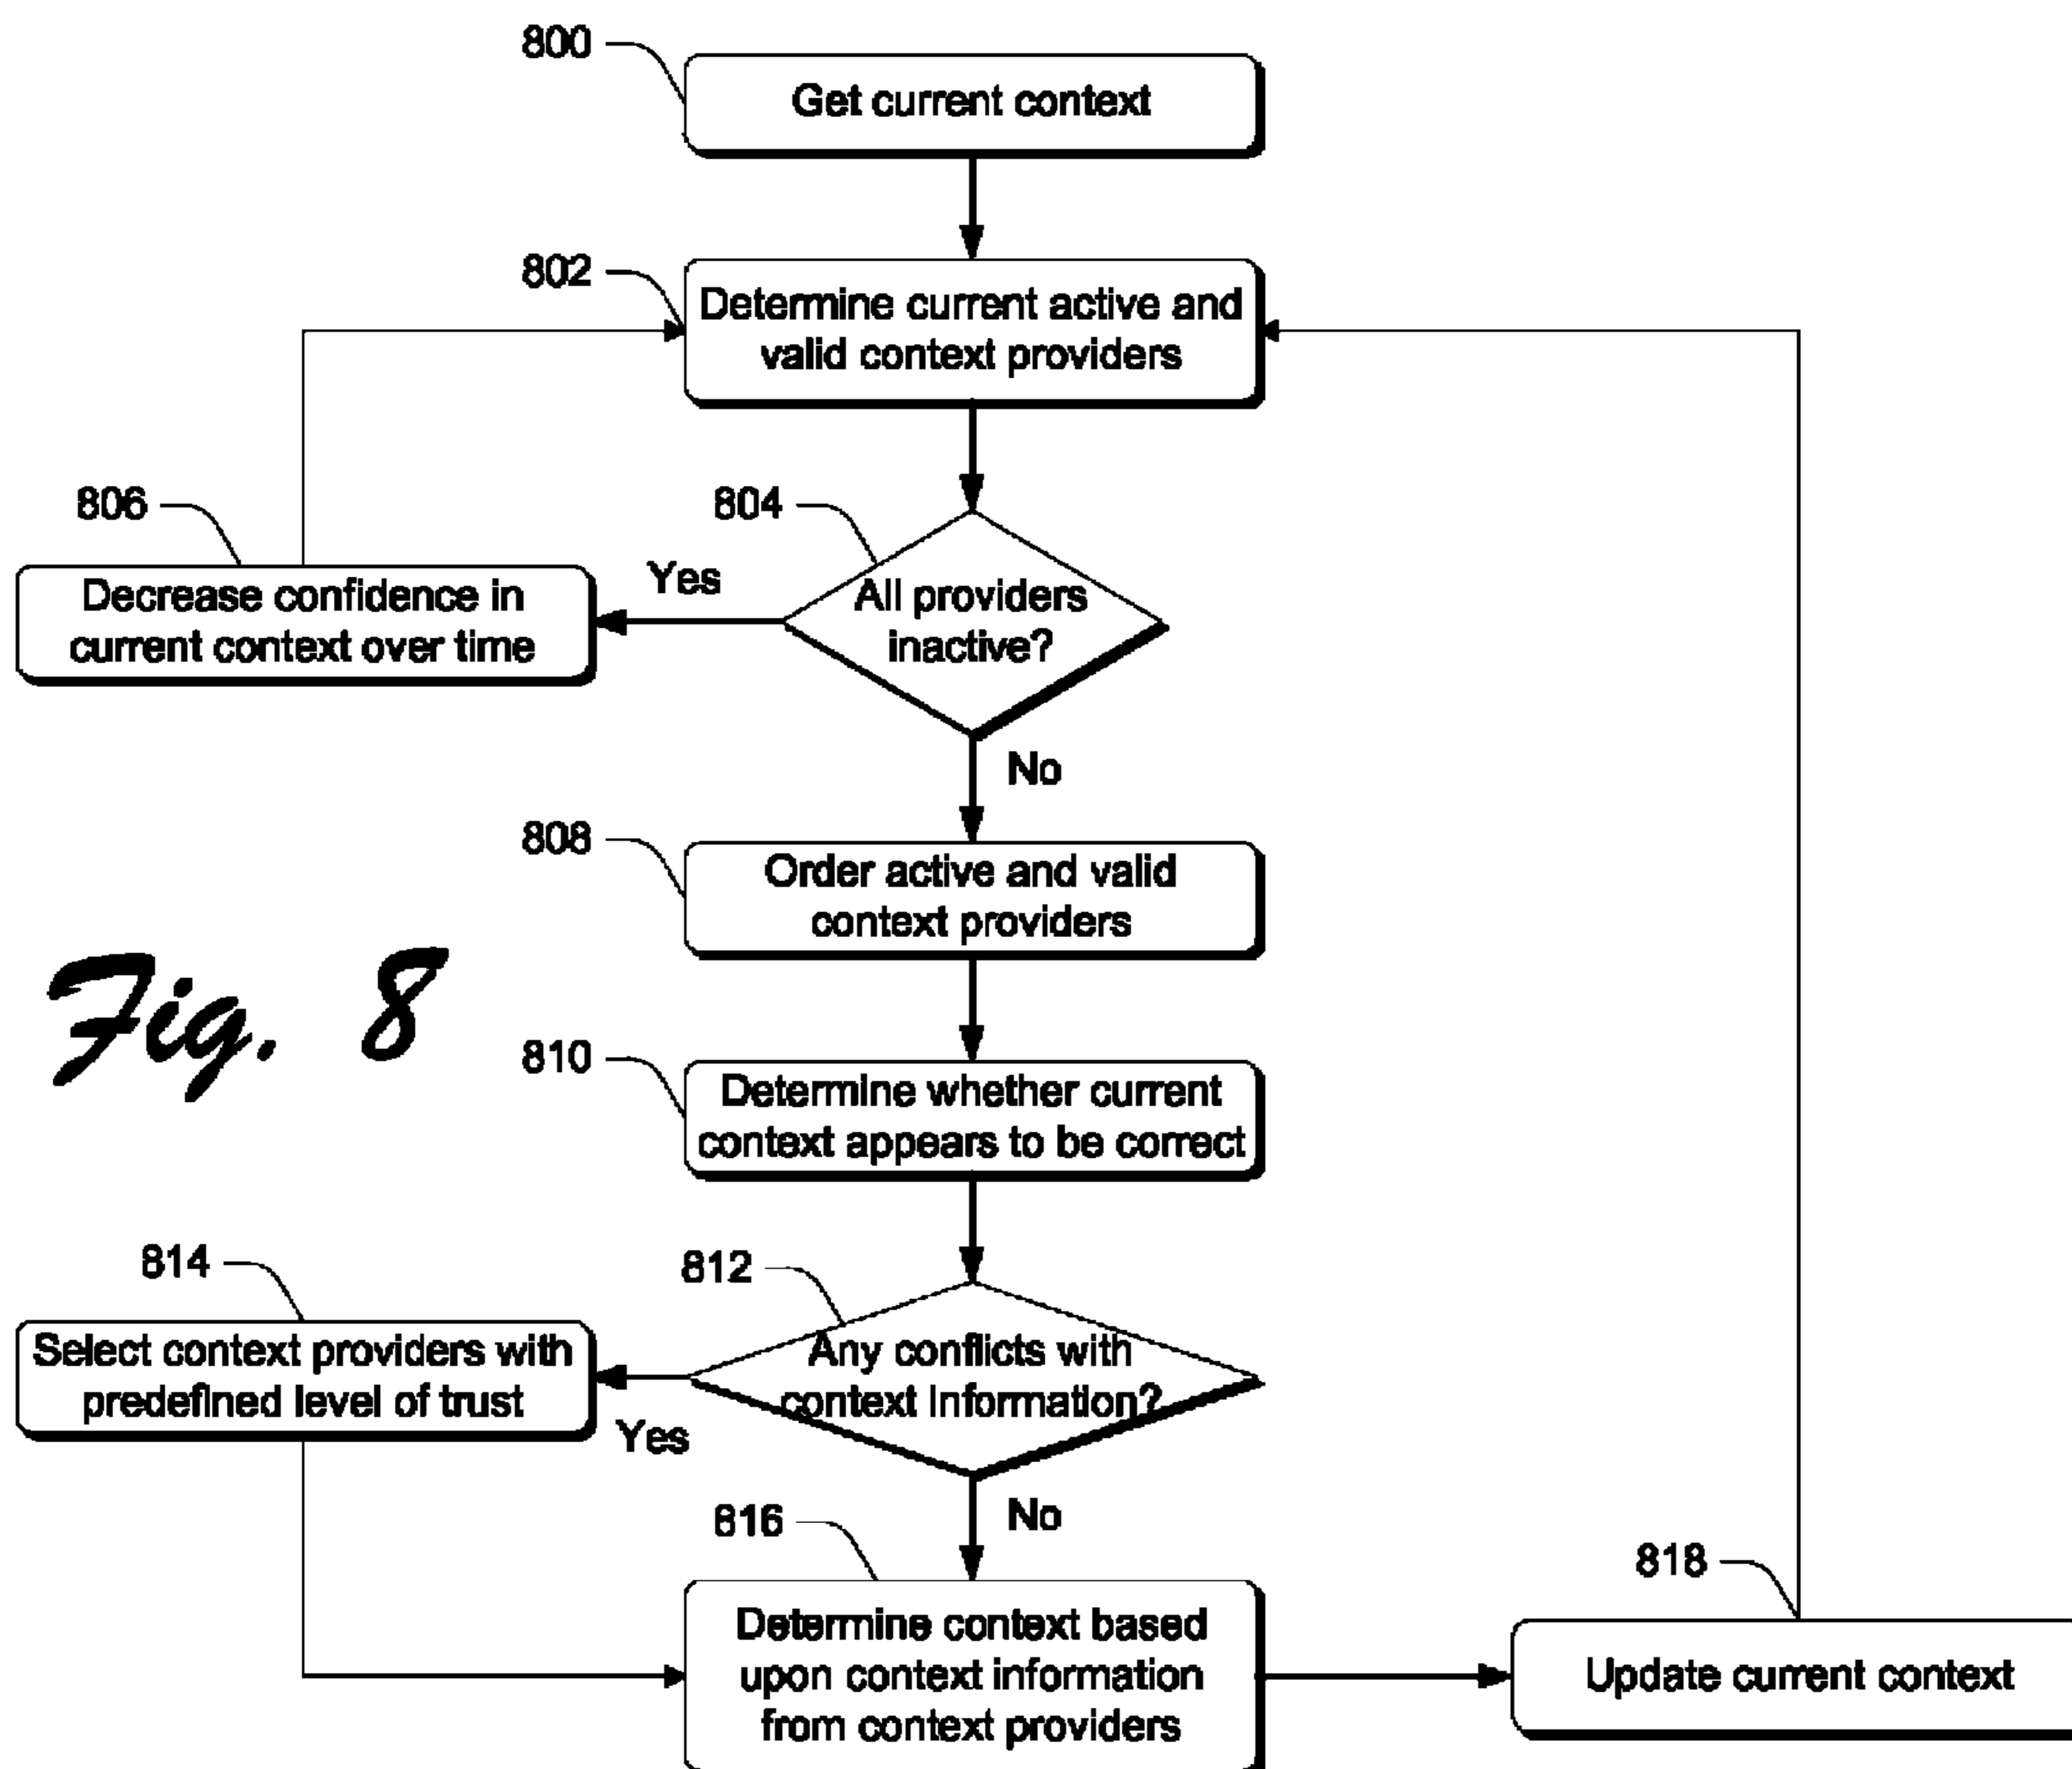 800
Get current context
802
Determine current active and
valid context providers
806
804
Yes
Decrease confidence in
current context over time
All providers
inactive?
No
808
Order active and valid
context providers
Fig. 8
810
Determine whether current
context appears to be correct
814
812
Select context providers with
predefined level of trust
Any conflicts with
context information?
Yes
No
816
818
Determine context based
upon context information
from context providers
Update current context